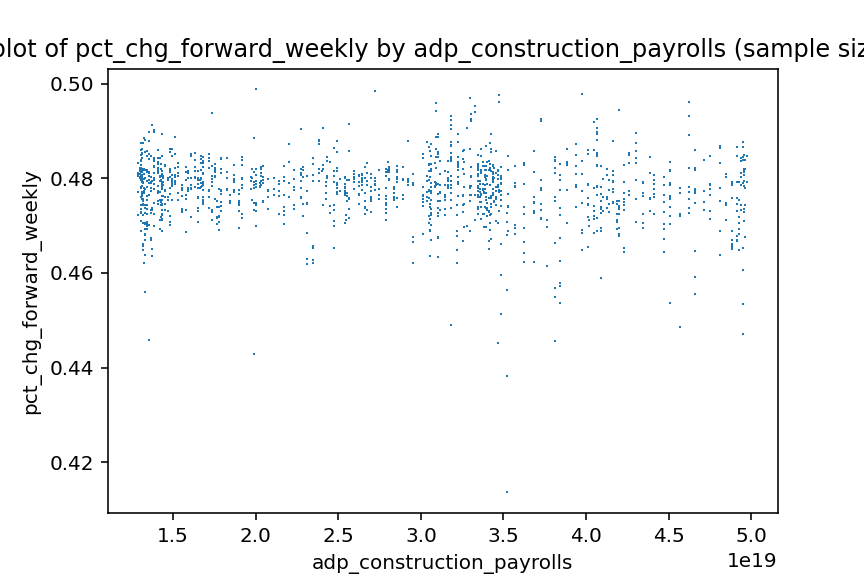 plot of pct_chg_forward_weekly by adp_construction_payrolls (sample siz
0.50
0.48
0.46
0.44
0.42
pct_chg_forward_weekly
1.5 2.0 2.5 3.0 3.5 4.0 4.5 5.0
adp_construction_payrolls
1e19